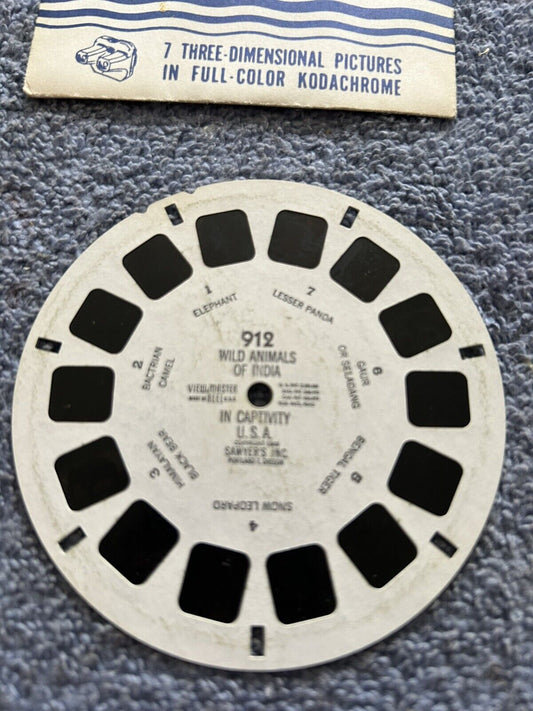 7 THREE-DIMENSIONAL PICTURES
IN FULL-COLOR KODACHROME
912
WILD ANIMALS
OF INDIA
VIEW-MASTER
REEL
IN CAPTIVITY
U. S. A.
COPYRIGHT
SAWYER'S INC.
PORTLAND
1
ELEPHANT
2
BACTRIAN
CAMEL
3
HIMALAYAN
BLACK BEAR
4
SNOW LEOPARD
5
BENGAL TIGER
6
GAUR
OR SELADANG
7
LESSER PANDA